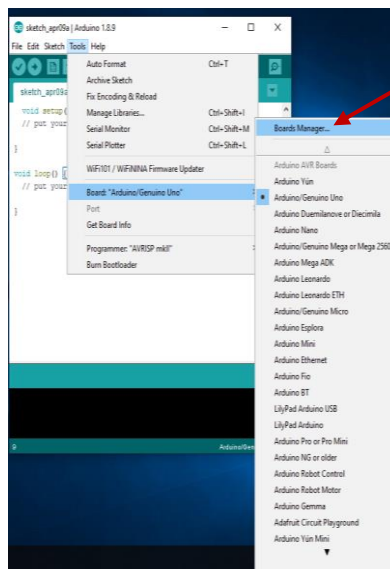 sketch_apr09a | Arduino 1.8.9
File Edit Sketch Tools Help
sketch_apr09a
void setup(
// put your
}
void loop() {
// put your
}
Auto Format Ctrl+T
Archive Sketch
Fix Encoding & Reload
Manage Libraries... Ctrl+Shift+I
Serial Monitor Ctrl+Shift+M
Serial Plotter Ctrl+Shift+L
WiFi101 / WiFiNINA Firmware Updater
Board: "Arduino/Genuino Uno"
Port
Get Board Info
Programmer: "AVRISP mkII"
Burn Bootloader
Boards Manager...
Arduino AVR Boards
Arduino Yún
Arduino/Genuino Uno
Arduino Duemilanove or Diecimila
Arduino Nano
Arduino/Genuino Mega or Mega 2560
Arduino Mega ADK
Arduino Leonardo
Arduino Leonardo ETH
Arduino/Genuino Micro
Arduino Esplora
Arduino Mini
Arduino Ethernet
Arduino Fio
Arduino BT
LilyPad Arduino USB
LilyPad Arduino
Arduino Pro or Pro Mini
Arduino NG or older
Arduino Robot Control
Arduino Robot Motor
Arduino Gemma
Adafruit Circuit Playground
Arduino Yún Mini
9 Arduino/Gen